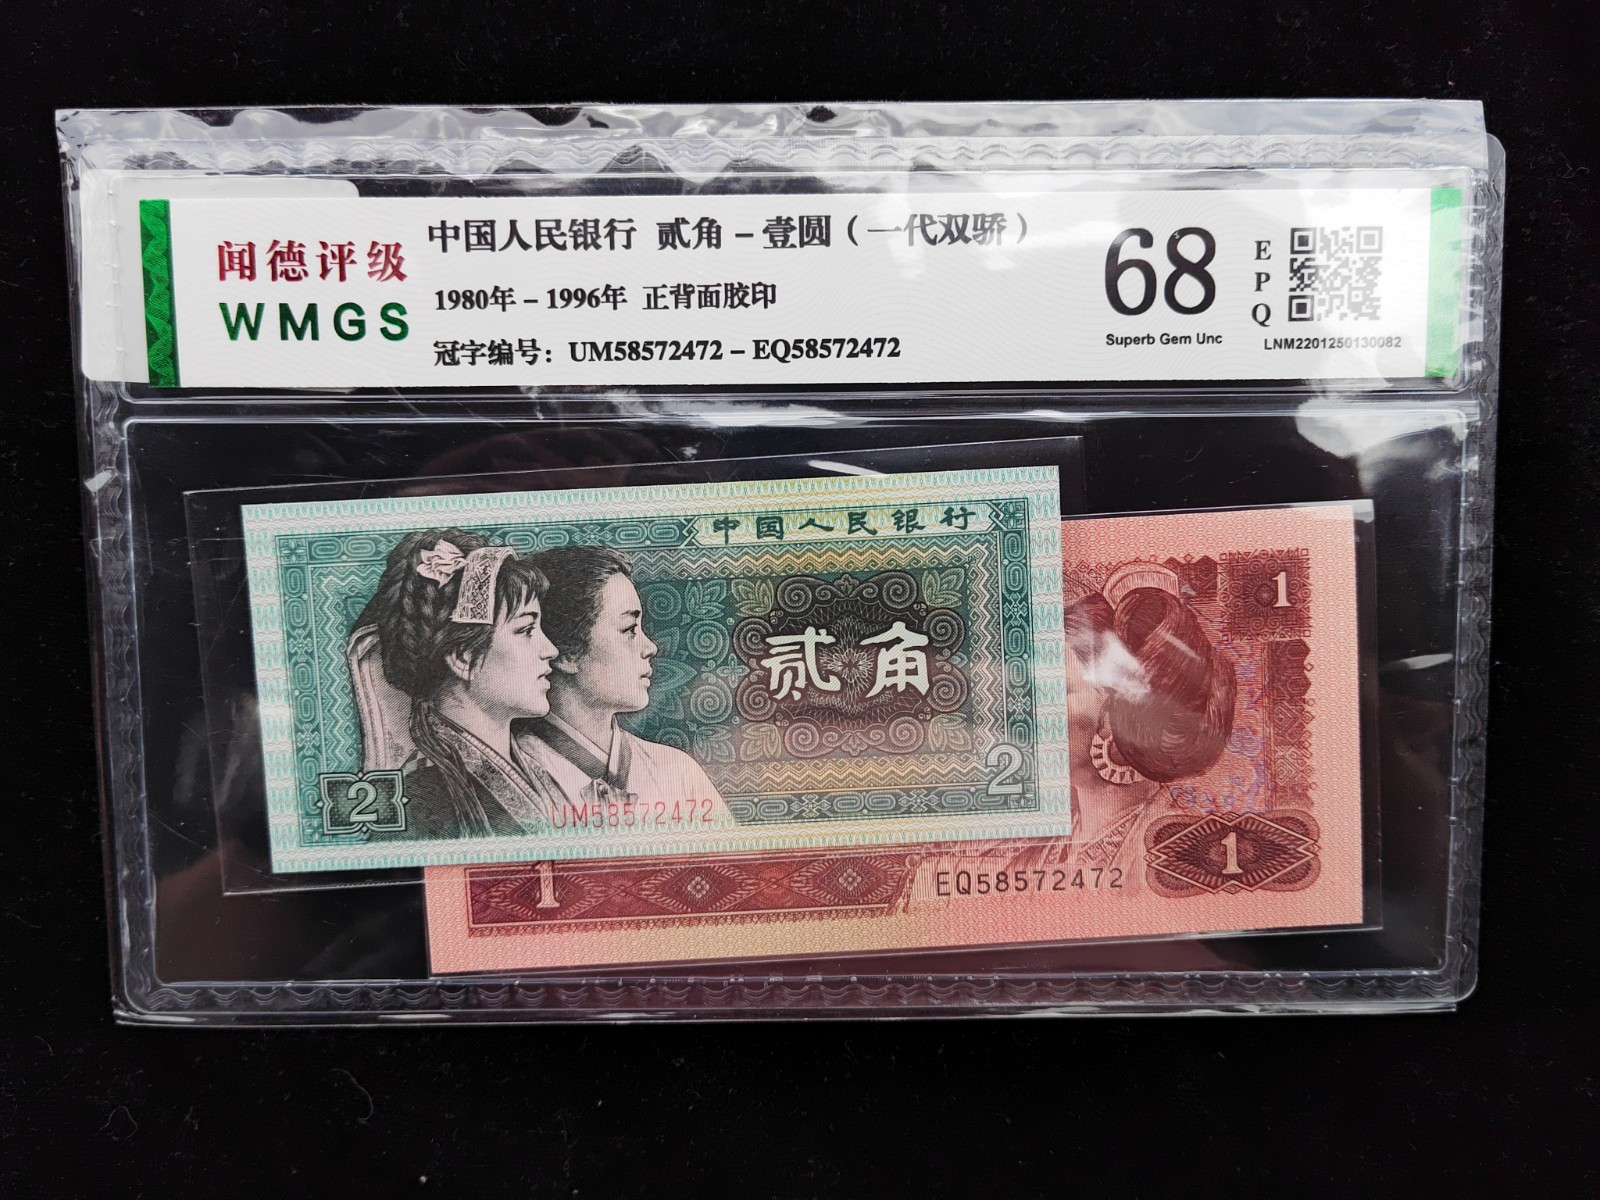 中国人民银行 贰角 – 壹圆（一代双骄）
闻德评级
WMGS
1980年 – 1996年 正背面胶印
冠字编号：UM58572472 – EQ58572472
68
EPQ
Superb Gem Unc
LNM2201250130082
中国人民银行
贰角
2
2
UM58572472
1
1
EQ58572472
1